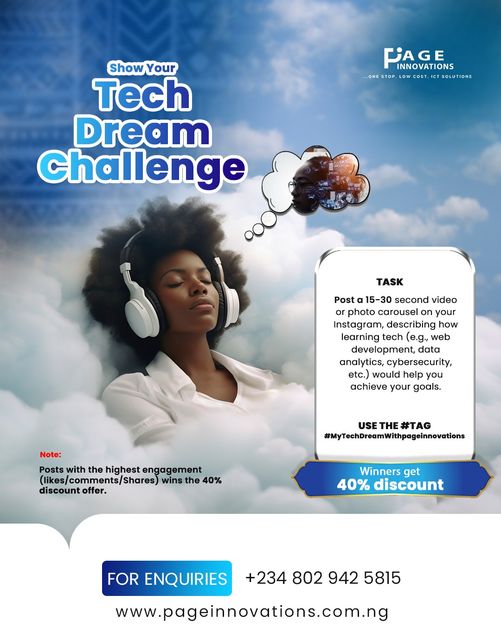 PAGE
INNOVATIONS
...ONE STOP, LOW COST, ICT SOLUTIONS
Show Your
Tech
Dream
Challenge
TASK
Post a 15-30 second video
or photo carousel on your
Instagram, describing how
learning tech (e.g., web
development, data
analytics, cybersecurity,
etc.) would help you
achieve your goals.
USE THE #TAG
#MyTechDreamWithpageinnovations
Winners get
40% discount
Note:
Posts with the highest engagement
(likes/comments/Shares) wins the 40%
discount offer.
FOR ENQUIRIES +234 802 942 5815
www.pageinnovations.com.ng